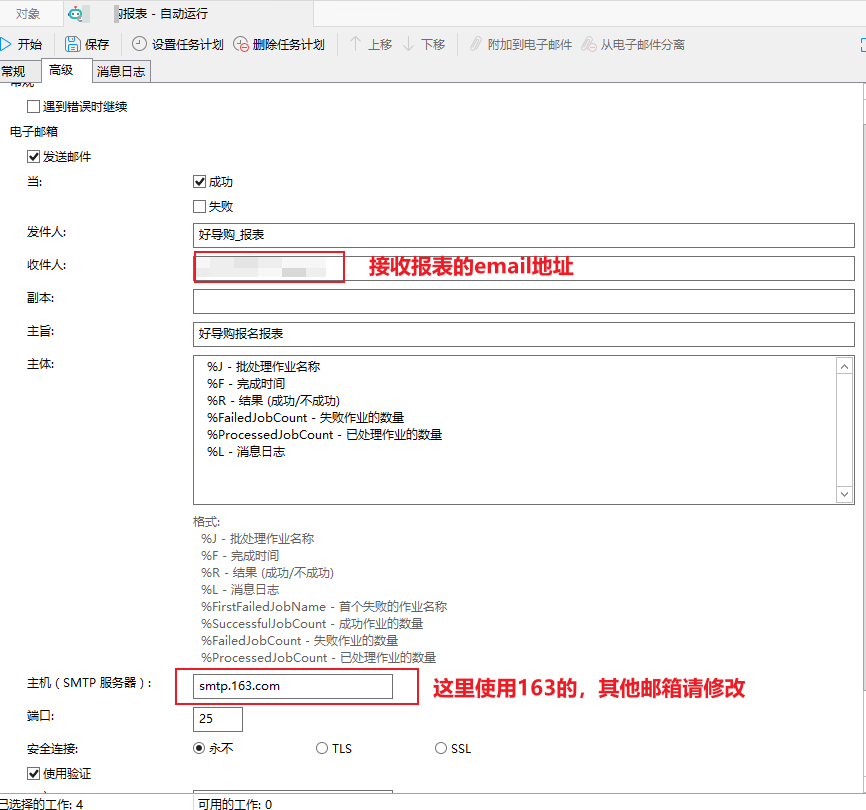 对象 购报表 - 自动运行
开始 保存 设置任务计划 删除任务计划 上移 下移 附加到电子邮件 从电子邮件分离
常规 高级 消息日志
常规
遇到错误时继续
电子邮箱
发送邮件
当: 成功
失败
发件人: 好导购_报表
收件人: 接收报表的email地址
副本:
主旨: 好导购报名报表
主体: %J - 批处理作业名称
%F - 完成时间
%R - 结果 (成功/不成功)
%FailedJobCount - 失败作业的数量
%ProcessedJobCount - 已处理作业的数量
%L - 消息日志
格式:
%J - 批处理作业名称
%F - 完成时间
%R - 结果 (成功/不成功)
%L - 消息日志
%FirstFailedJobName - 首个失败的作业名称
%SuccessfulJobCount - 成功作业的数量
%FailedJobCount - 失败作业的数量
%ProcessedJobCount - 已处理作业的数量
主机（SMTP 服务器）: smtp.163.com 这里使用163的，其他邮箱请修改
端口: 25
安全连接: 永不 TLS SSL
使用验证
已选择的工作: 4 可用的工作: 0